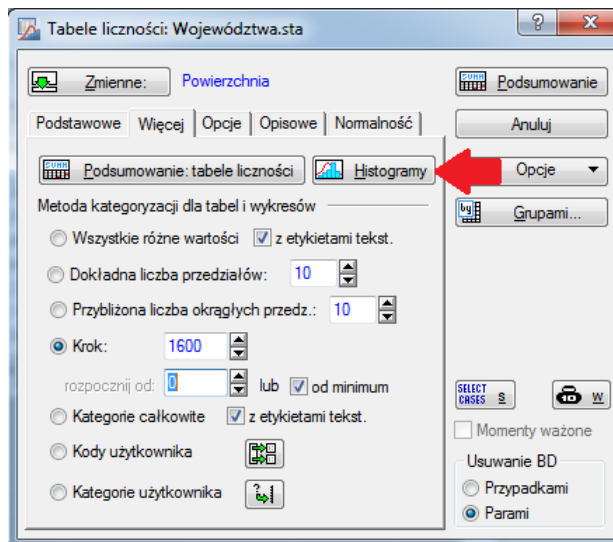 Tabele liczności: Województwa.sta
Zmienne: Powierzchnia
SUMM Podsumowanie
Podstawowe Więcej Opcje Opisowe Normalność
Anuluj
SUMM Podsumowanie: tabele liczności Histogramy
Opcje
by Grupami...
Metoda kategoryzacji dla tabel i wykresów
Wszystkie różne wartości z etykietami tekst.
Dokładna liczba przedziałów: 10
Przybliżona liczba okrągłych przedz.: 10
Krok: 1600
rozpocznij od: 0 lub od minimum
SELECT CASES S W
Kategorie całkowite z etykietami tekst.
Momenty ważone
Kody użytkownika
Usuwanie BD
Przypadkami
Kategorie użytkownika
Parami